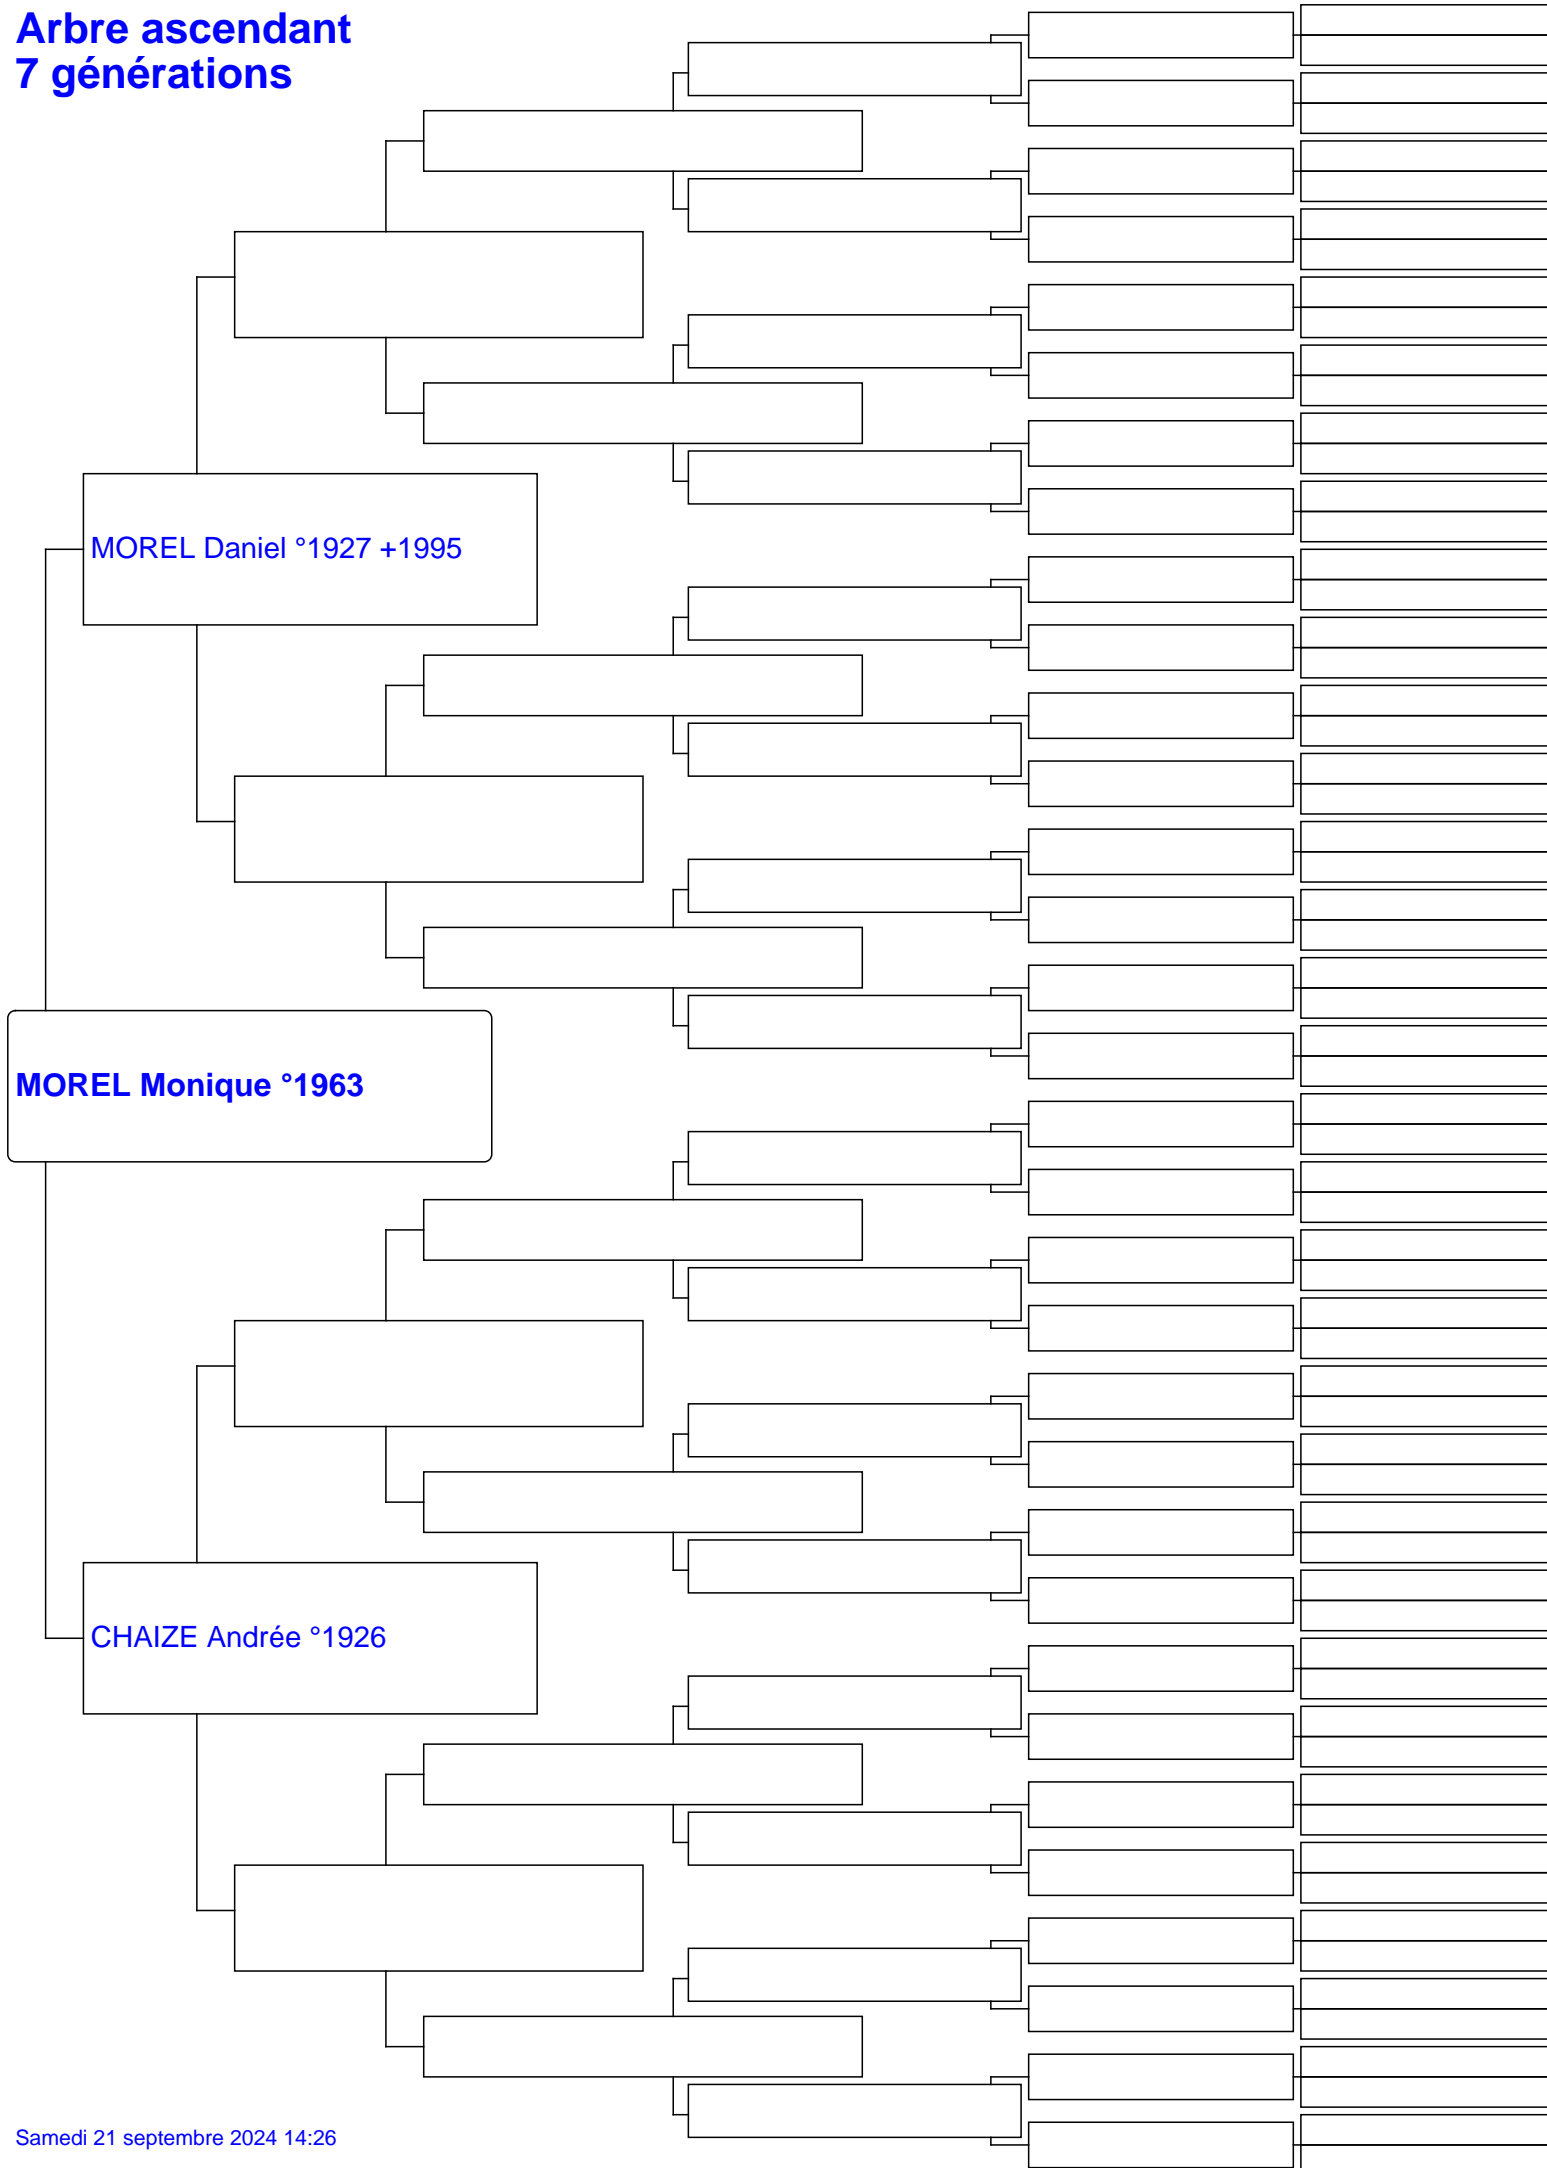 Arbre ascendant
7 générations
MOREL Daniel °1927 +1995
MOREL Monique °1963
CHAIZE Andrée °1926
Samedi 21 septembre 2024 14:26